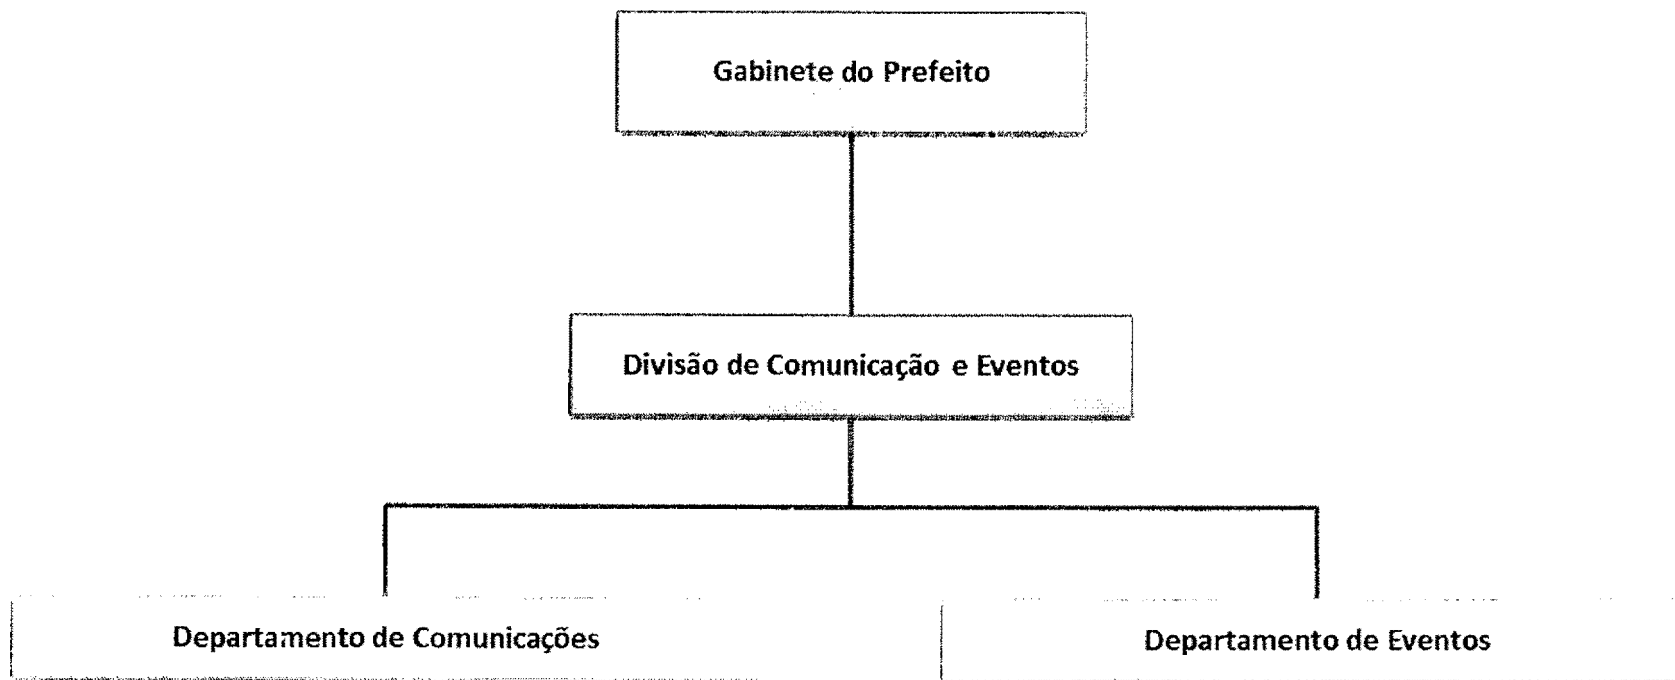 Gabinete do Prefeito
Divisão de Comunicação e Eventos
Departamento de Comunicações
Departamento de Eventos